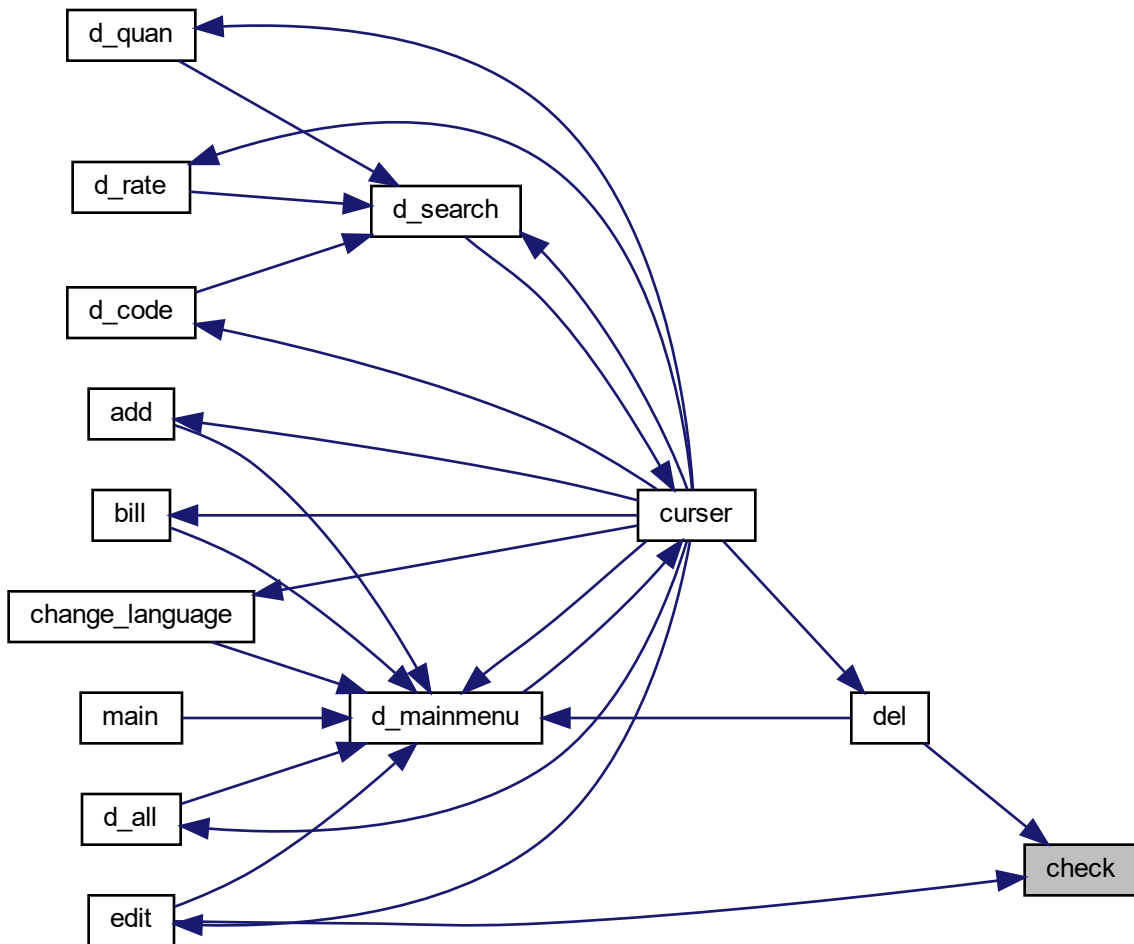 d_quan
d_rate
d_search
d_code
add
bill
curser
change_language
main
d_mainmenu
del
d_all
check
edit